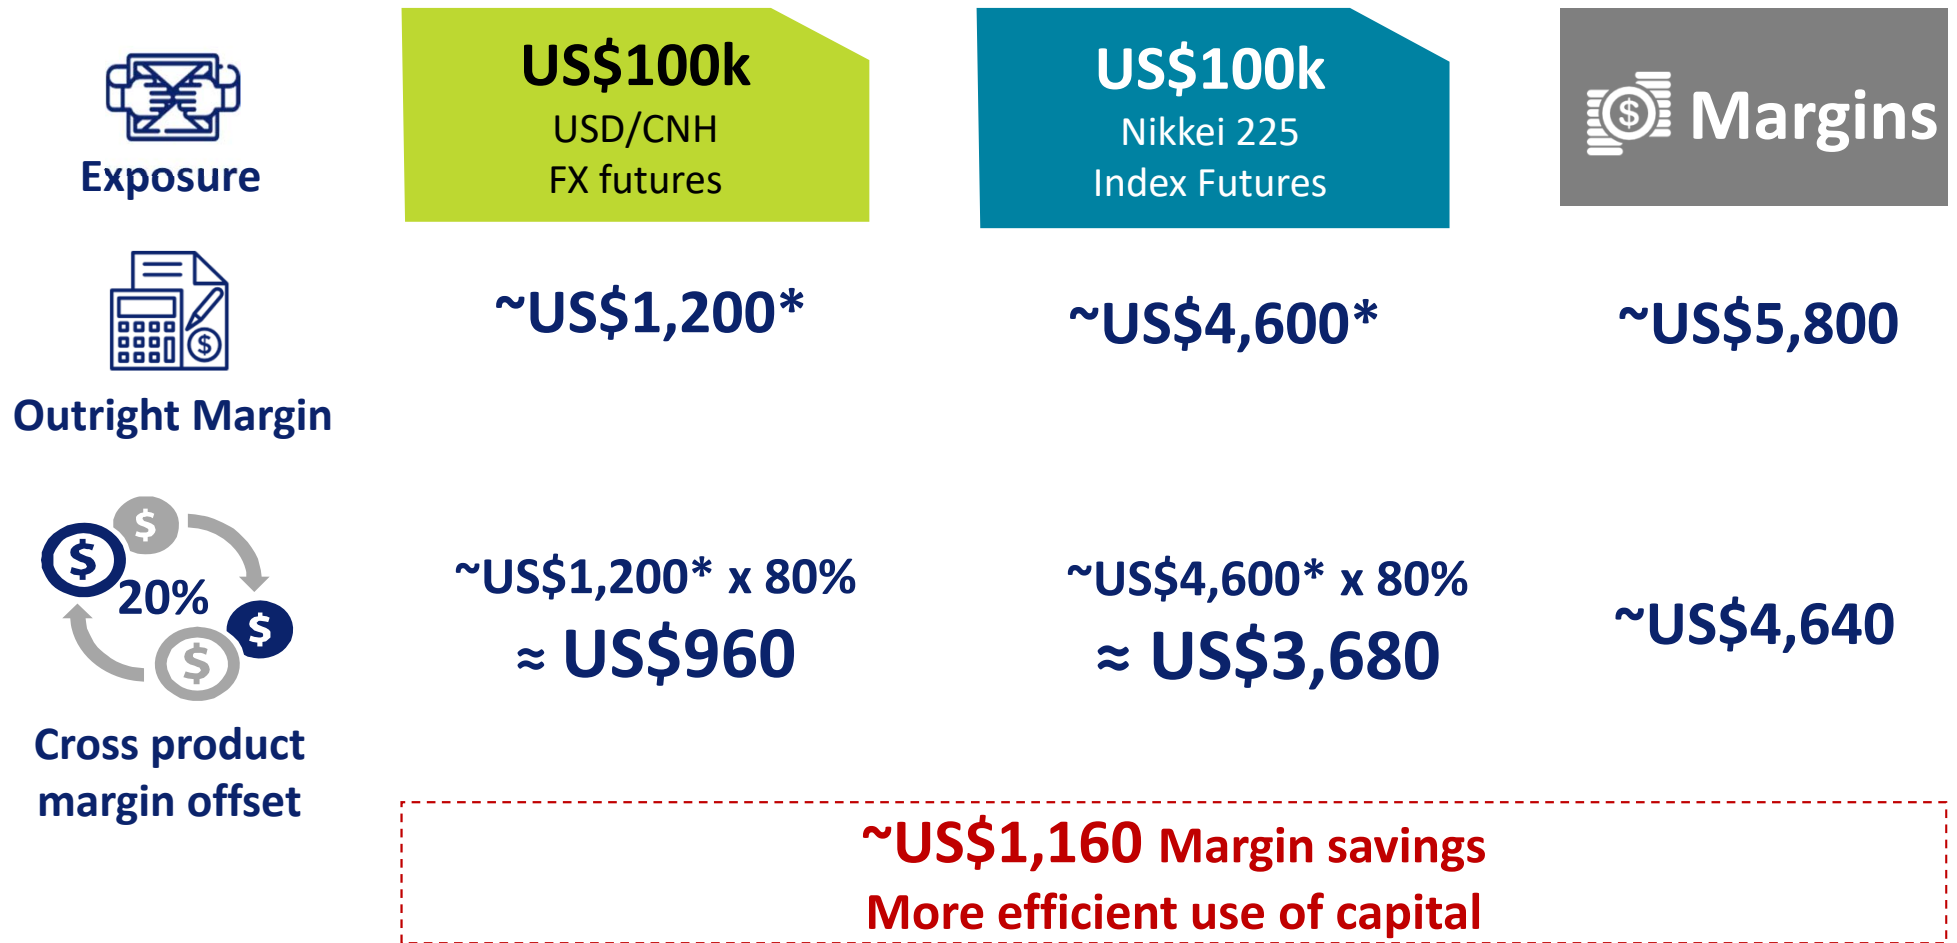 US$100k
USD/CNH
FX futures
US$100k
Nikkei 225
Index Futures
$ Margins
Exposure
~US$1,200*
~US$4,600*
~US$5,800
$
Outright Margin
$
$
20%
$
$
~US$1,200* x 80%
≈ US$960
~US$4,600* x 80%
≈ US$3,680
~US$4,640
Cross product
margin offset
~US$1,160 Margin savings
More efficient use of capital